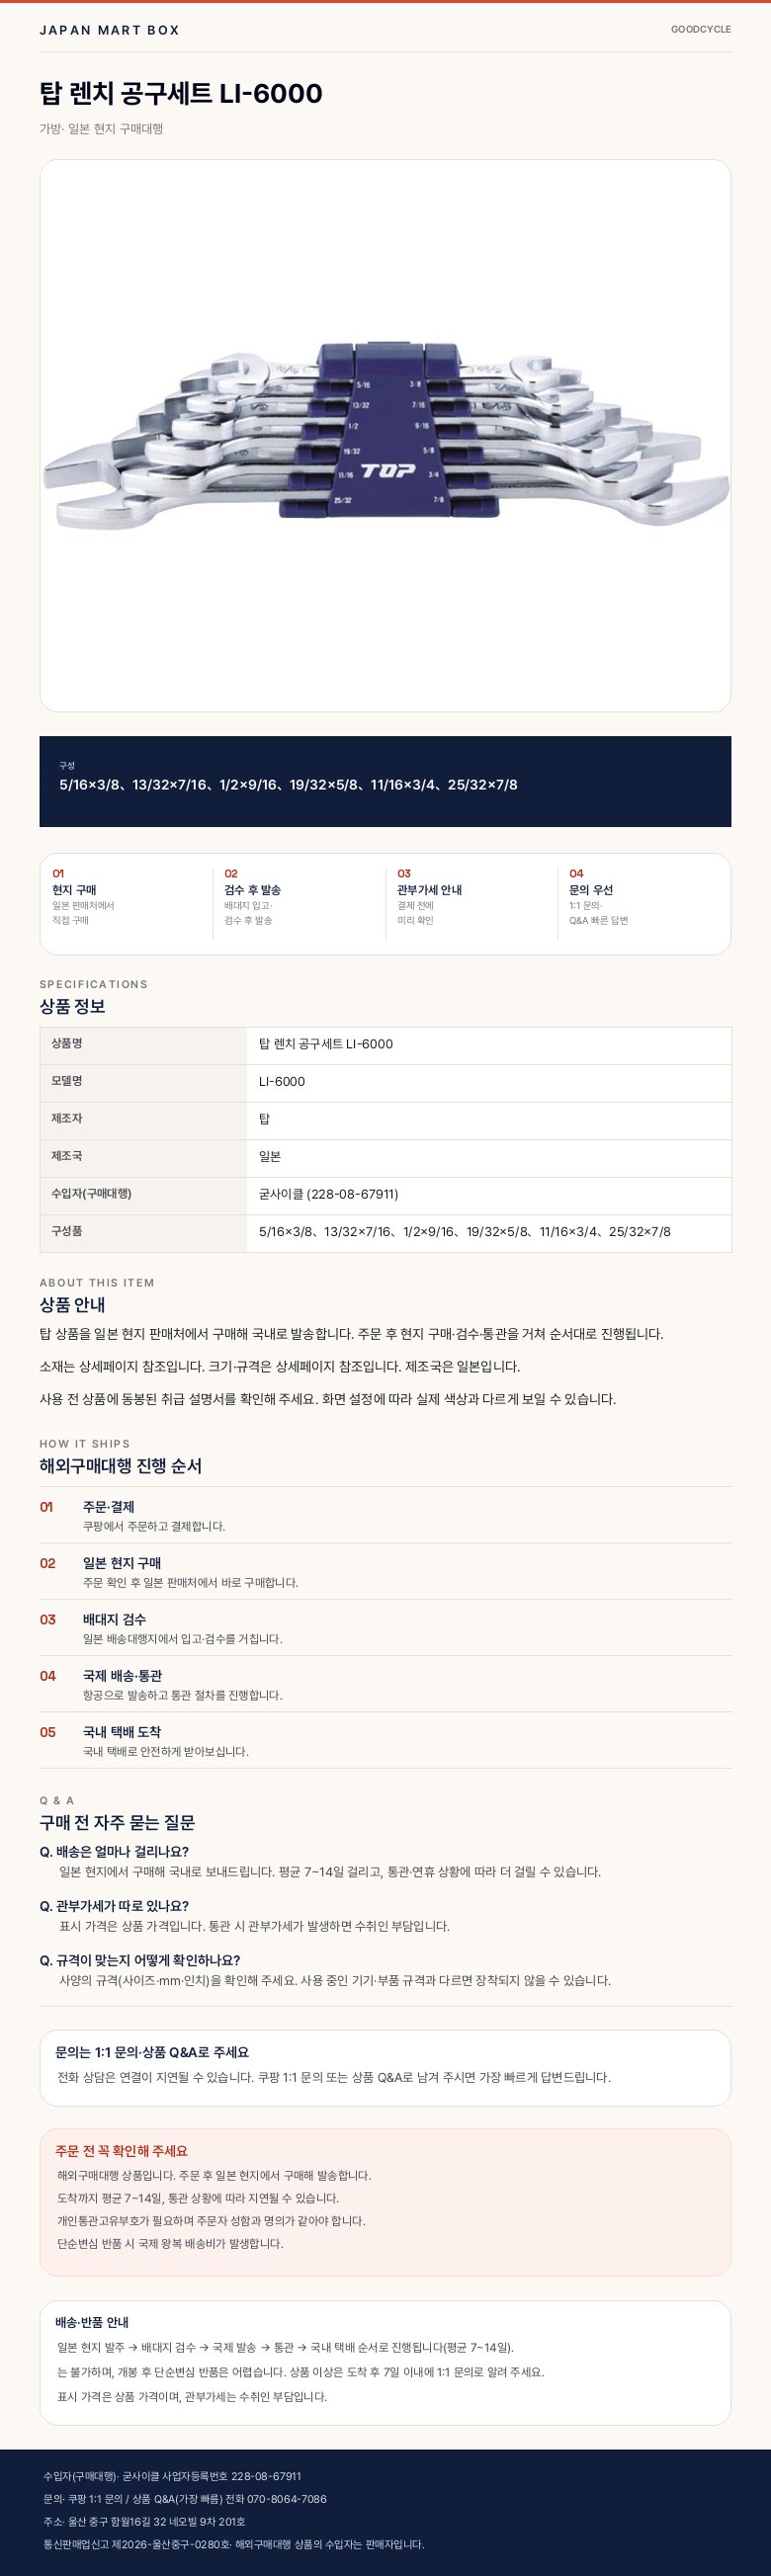 JAPAN MART BOX
GOODCYCLE
탑 렌치 공구세트 LI-6000
가방· 일본 현지 구매대행
5/16 3/8
13/32 7/16
1/2 9/16
19/32 5/8
TOP
11/16 3/4
25/32 7/8
구성
5/16×3/8、13/32×7/16、1/2×9/16、19/32×5/8、11/16×3/4、25/32×7/8
01
현지 구매
일본 판매처에서
직접 구매
02
검수 후 발송
배대지 입고·
검수 후 발송
03
관부가세 안내
결제 전에
미리 확인
04
문의 우선
1:1 문의·
Q&A 빠른 답변
SPECIFICATIONS
상품 정보
상품명 탑 렌치 공구세트 LI-6000
모델명 LI-6000
제조자 탑
제조국 일본
수입자(구매대행) 굳사이클 (228-08-67911)
구성품 5/16×3/8、13/32×7/16、1/2×9/16、19/32×5/8、11/16×3/4、25/32×7/8
ABOUT THIS ITEM
상품 안내
탑 상품을 일본 현지 판매처에서 구매해 국내로 발송합니다. 주문 후 현지 구매·검수·통관을 거쳐 순서대로 진행됩니다.
소재는 상세페이지 참조입니다. 크기·규격은 상세페이지 참조입니다. 제조국은 일본입니다.
사용 전 상품에 동봉된 취급 설명서를 확인해 주세요. 화면 설정에 따라 실제 색상과 다르게 보일 수 있습니다.
HOW IT SHIPS
해외구매대행 진행 순서
01 주문·결제
쿠팡에서 주문하고 결제합니다.
02 일본 현지 구매
주문 확인 후 일본 판매처에서 바로 구매합니다.
03 배대지 검수
일본 배송대행지에서 입고·검수를 거칩니다.
04 국제 배송·통관
항공으로 발송하고 통관 절차를 진행합니다.
05 국내 택배 도착
국내 택배로 안전하게 받아보십니다.
Q & A
구매 전 자주 묻는 질문
Q. 배송은 얼마나 걸리나요?
일본 현지에서 구매해 국내로 보내드립니다. 평균 7~14일 걸리고, 통관·연휴 상황에 따라 더 걸릴 수 있습니다.
Q. 관부가세가 따로 있나요?
표시 가격은 상품 가격입니다. 통관 시 관부가세가 발생하면 수취인 부담입니다.
Q. 규격이 맞는지 어떻게 확인하나요?
사양의 규격(사이즈·mm·인치)을 확인해 주세요. 사용 중인 기기·부품 규격과 다르면 장착되지 않을 수 있습니다.
문의는 1:1 문의·상품 Q&A로 주세요
전화 상담은 연결이 지연될 수 있습니다. 쿠팡 1:1 문의 또는 상품 Q&A로 남겨 주시면 가장 빠르게 답변드립니다.
주문 전 꼭 확인해 주세요
해외구매대행 상품입니다. 주문 후 일본 현지에서 구매해 발송합니다.
도착까지 평균 7~14일, 통관 상황에 따라 지연될 수 있습니다.
개인통관고유부호가 필요하며 주문자 성함과 명의가 같아야 합니다.
단순변심 반품 시 국제 왕복 배송비가 발생합니다.
배송·반품 안내
일본 현지 발주 → 배대지 검수 → 국제 발송 → 통관 → 국내 택배 순서로 진행됩니다(평균 7~14일).
는 불가하며, 개봉 후 단순변심 반품은 어렵습니다. 상품 이상은 도착 후 7일 이내에 1:1 문의로 알려 주세요.
표시 가격은 상품 가격이며, 관부가세는 수취인 부담입니다.
수입자(구매대행)· 굳사이클 사업자등록번호 228-08-67911
문의· 쿠팡 1:1 문의 / 상품 Q&A(가장 빠름) 전화 070-8064-7086
주소· 울산 중구 함월16길 32 네오빌 9차 201호
통신판매업신고 제2026-울산중구-0280호· 해외구매대행 상품의 수입자는 판매자입니다.